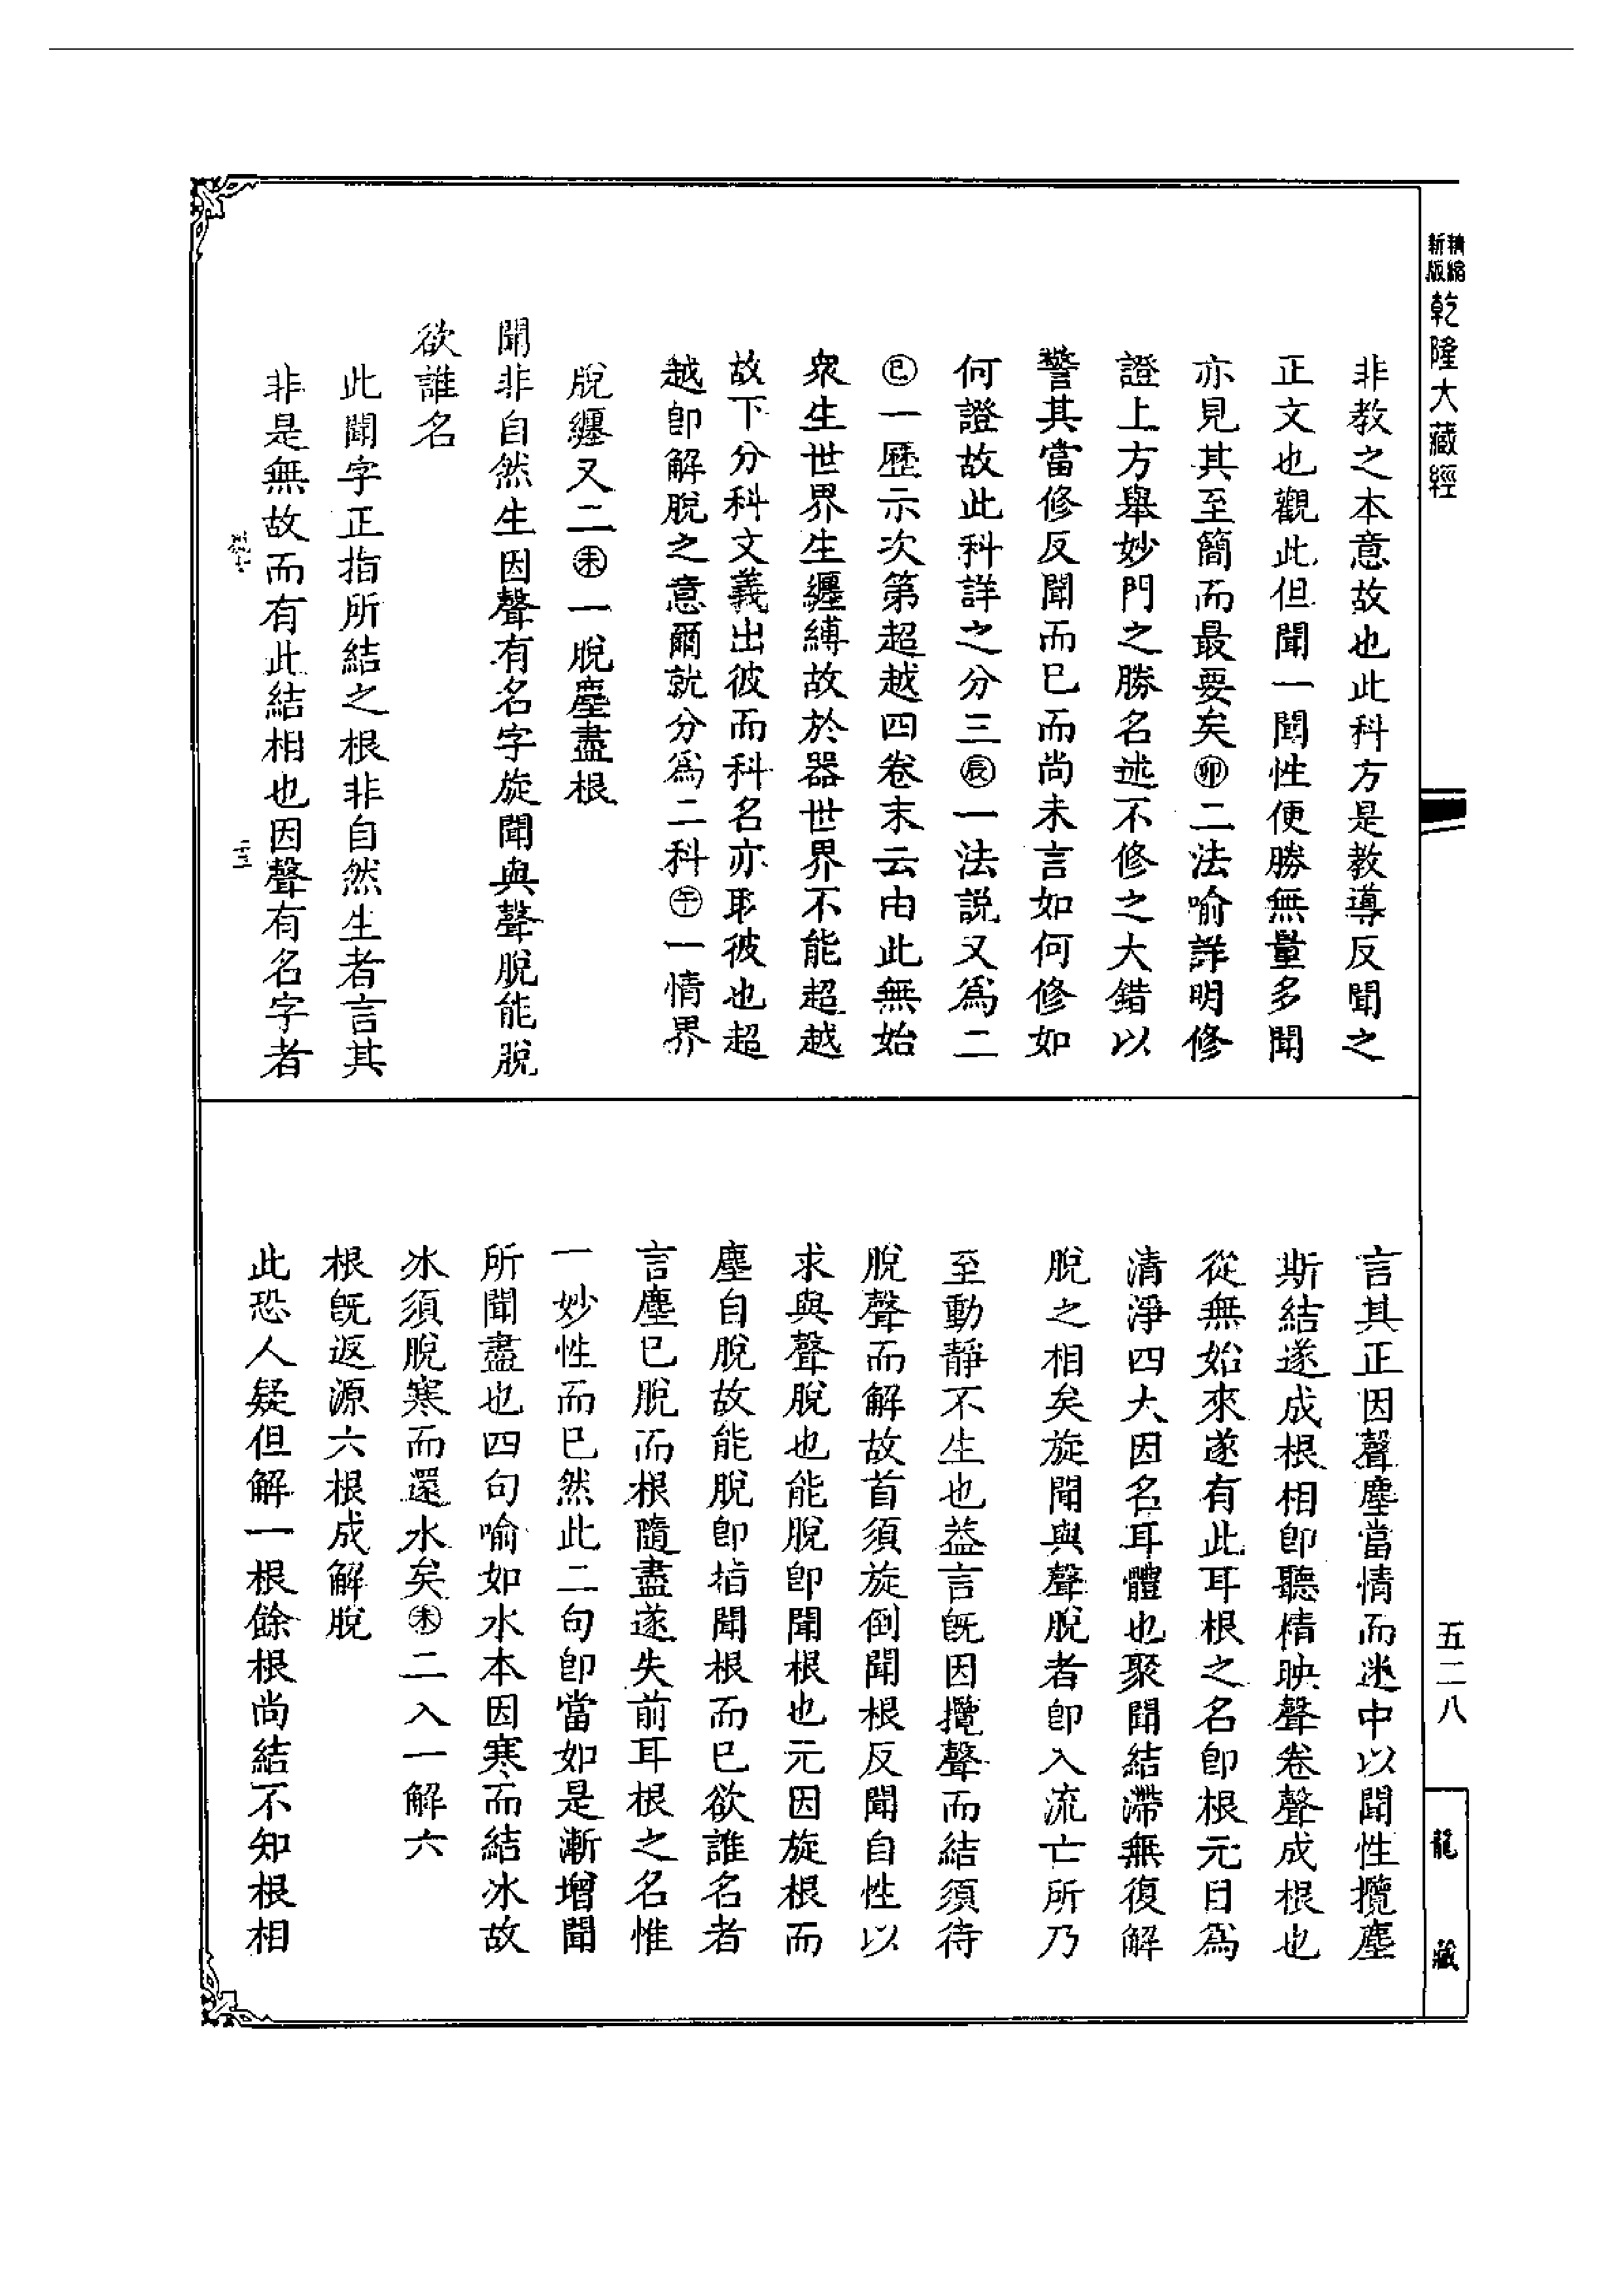 精縮新版乾隆大藏經
非教之本意故也此科方是教導反聞之
正文也觀此但聞一聞性便勝無量多聞
亦見其至簡而最要矣㊞二法喻詳明修
證上方舉妙門之勝名述不修之大錯以
警其當修反聞而已而尚未言如何修如
何證故此科詳之分三辰一法説又為二
巳一歷示次第超越四卷末云由此無始
衆生世界生纏縛故於器世界不能超越
故下分科文義出彼而科名亦取彼也超
越即解脫之意爾就分為二科午一情界
脫纏又二未一脫塵盡根
聞非自然生因聲有名字旋聞與聲脫能脫
欲誰名
此聞字正指所結之根非自然生者言其
非是無故而有此結相也因聲有名字者
二三
言其正因聲塵當情而迷中以聞性攬塵
斯結遂成根相即聽精映聲卷聲成根也
從無始來遂有此耳根之名即根元目為
清淨四大因名耳體也聚聞結滯無復解
脫之相矣旋聞與聲脫者即入流亡所乃
至動靜不生也葢言既因攬聲而結須待
脫聲而解故首須旋倒聞根反聞自性以
求與聲脫也能脫即聞根也元因旋根而
塵自脫故能脫即指聞根而已欲誰名者
言塵已脫而根隨盡遂失前耳根之名惟
一妙性而已然此二句即當如是漸增聞
所聞盡也四句喻如水本因寒而結冰故
冰須脫寒而還水矣未二入一解六
根既返源六根成解脫
此恐人疑但解一根餘根尚結不知根相
五二八
龍藏